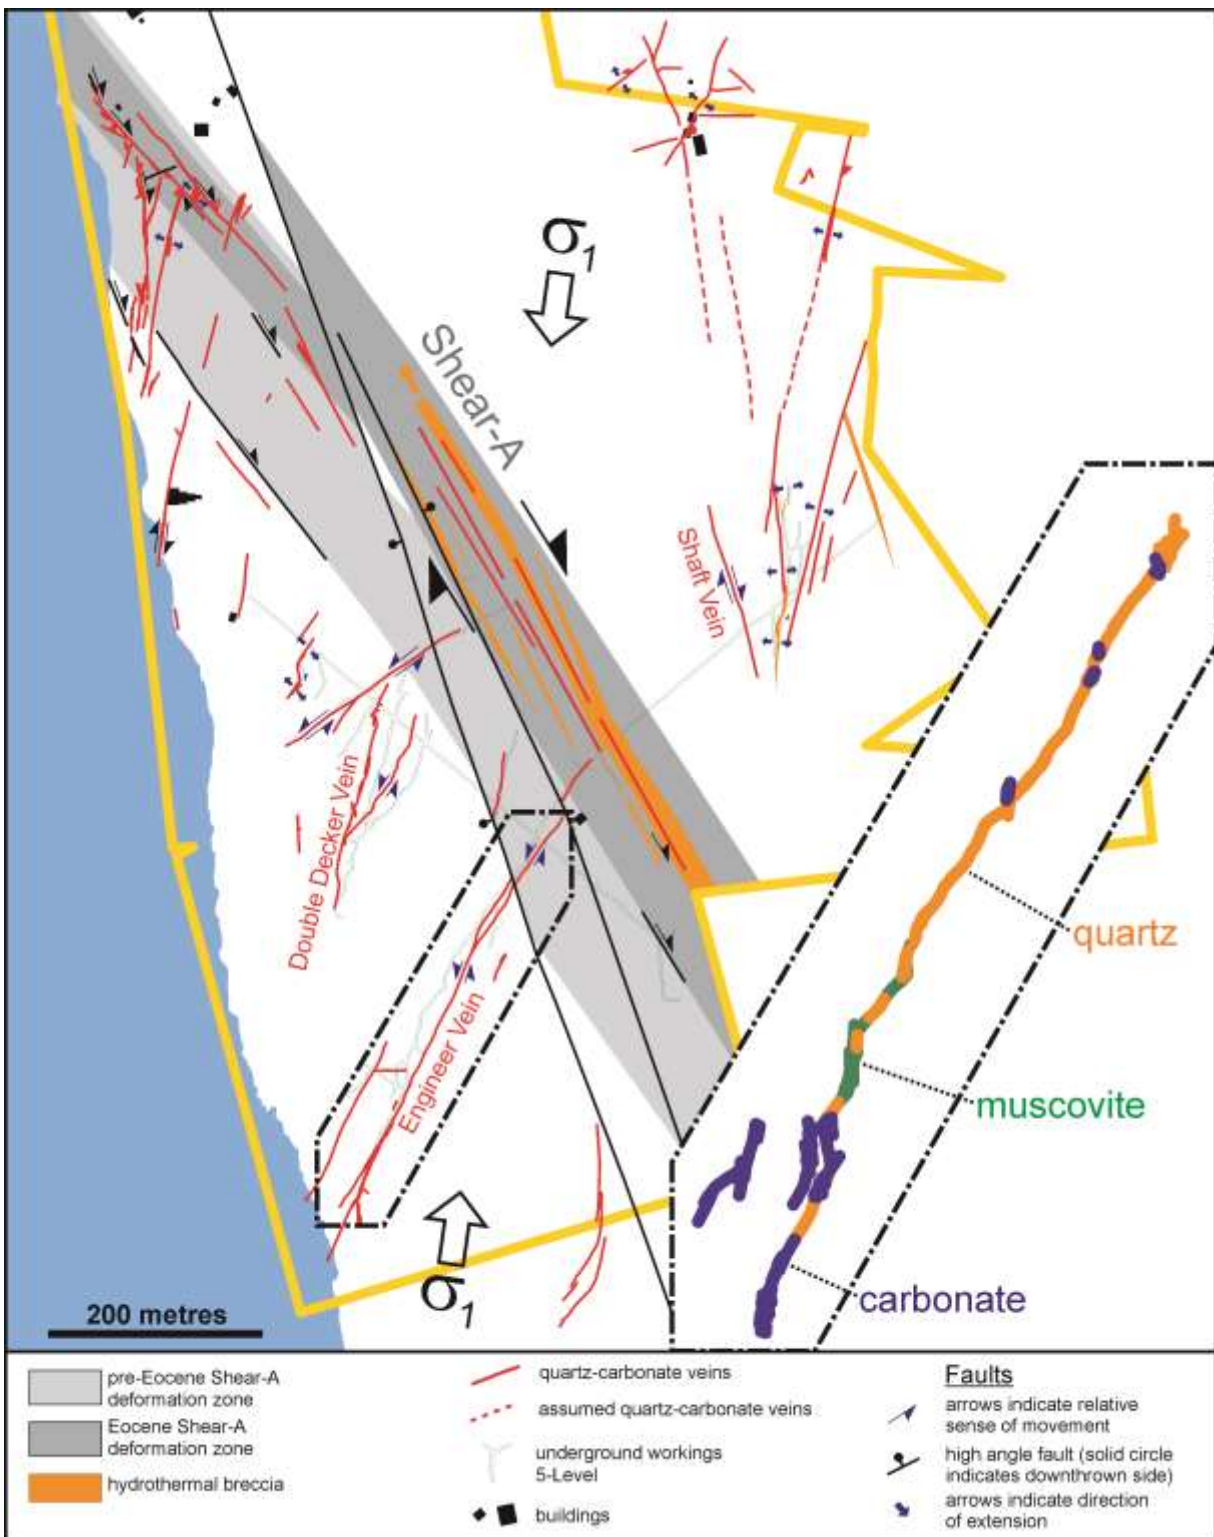 σ1
Shear-A
Shaft Vein
Double Decker Vein
Engineer Vein
quartz
muscovite
carbonate
σ1
200 metres
pre-Eocene Shear-A
deformation zone
Eocene Shear-A
deformation zone
hydrothermal breccia
quartz-carbonate veins
assumed quartz-carbonate veins
underground workings
5-Level
buildings
Faults
arrows indicate relative
sense of movement
high angle fault (solid circle
indicates downthrown side)
arrows indicate direction
of extension